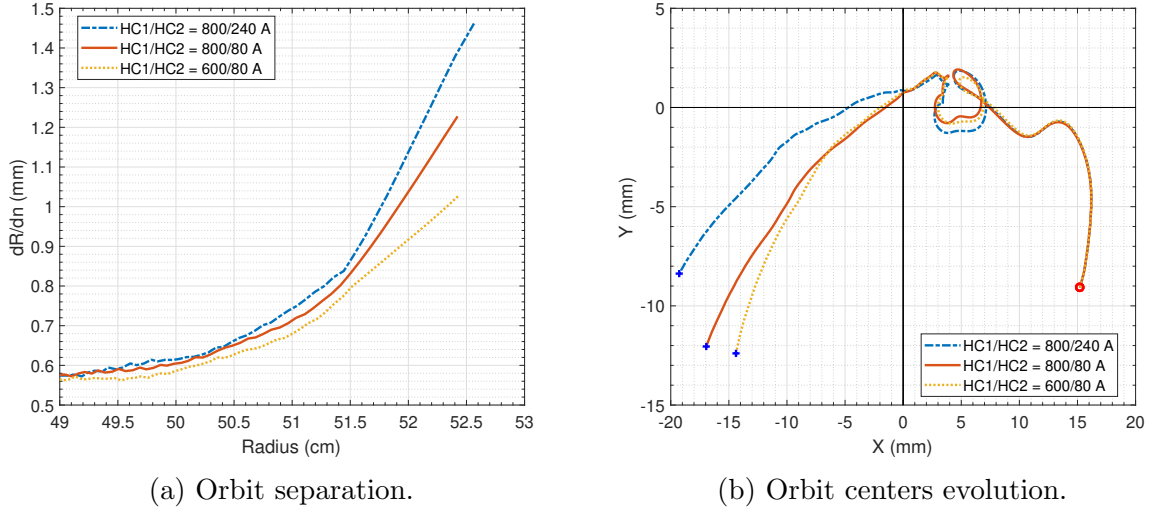 1.5
1.4
1.3
1.2
1.1
1
0.9
0.8
0.7
0.6
0.5
dR/dn (mm)
HC1/HC2 = 800/240 A
HC1/HC2 = 800/80 A
HC1/HC2 = 600/80 A
49 49.5 50 50.5 51 51.5 52 52.5 53
Radius (cm)
(a) Orbit separation.
5
0
-5
-10
-15
Y (mm)
HC1/HC2 = 800/240 A
HC1/HC2 = 800/80 A
HC1/HC2 = 600/80 A
-20 -15 -10 -5 0 5 10 15 20
X (mm)
(b) Orbit centers evolution.